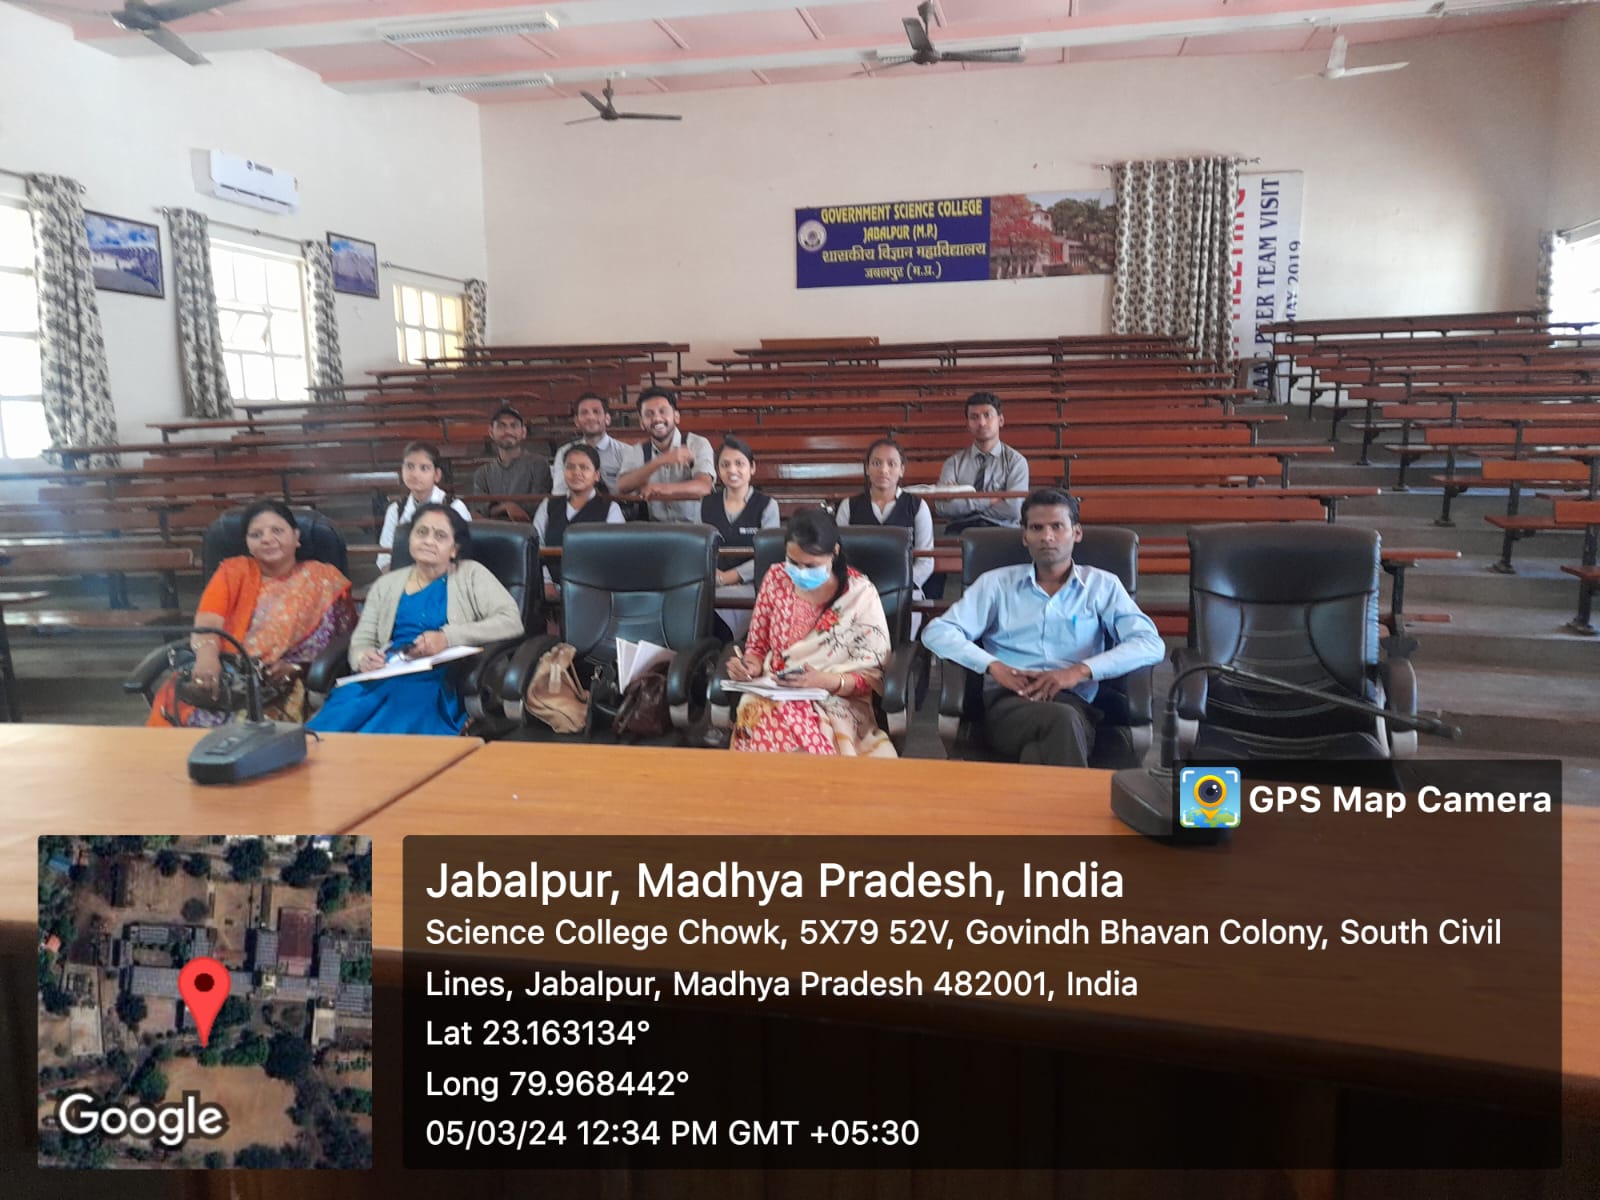 GOVERNMENT SCIENCE COLLEGE
JABALPUR (M.P.)
शासकीय विज्ञान महाविद्यालय
जबलपुर (म.प्र.)
PEER TEAM VISIT
MAY 2019
GPS Map Camera
Jabalpur, Madhya Pradesh, India
Science College Chowk, 5X79 52V, Govindh Bhavan Colony, South Civil
Lines, Jabalpur, Madhya Pradesh 482001, India
Lat 23.163134°
Long 79.968442°
05/03/24 12:34 PM GMT +05:30
Google